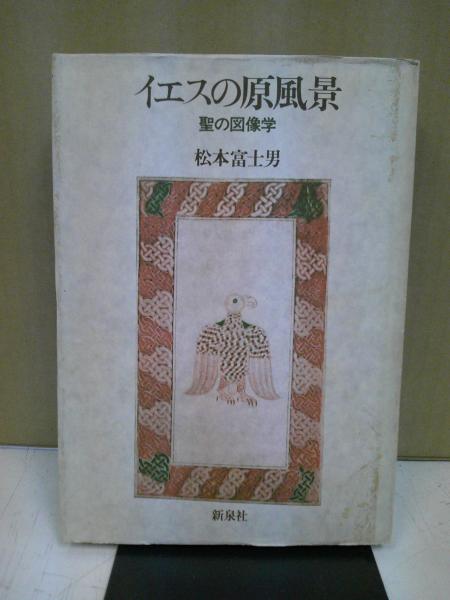 イエスの原風景
聖の図像学
松本富士男
新泉社